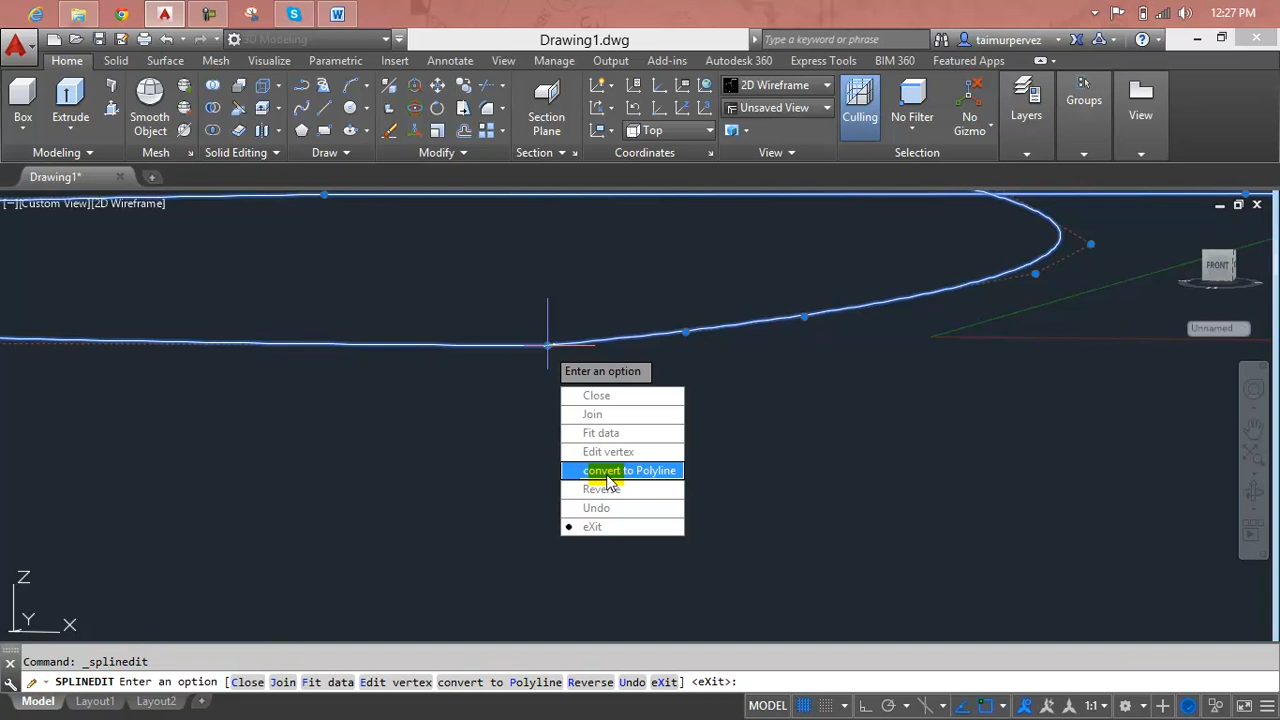 12:27 PM
3D Modeling
Drawing1.dwg
Type a keyword or phrase
taimurpervez
Home Solid Surface Mesh Visualize Parametric Insert Annotate View Manage Output Add-ins Autodesk 360 Express Tools BIM 360 Featured Apps
2D Wireframe
Unsaved View
Top
Box
Extrude
Smooth
Object
Section
Plane
Culling
No Filter
No
Gizmo
Layers
Groups
View
Modeling
Mesh
Solid Editing
Draw
Modify
Section
Coordinates
View
Selection
Drawing1*
[−][Custom View][2D Wireframe]
FRONT
Unnamed
Enter an option
Close
Join
Fit data
Edit vertex
convert to Polyline
Reverse
Undo
eXit
Z
Y
X
Command: _splinedit
SPLINEDIT Enter an option [Close Join Fit data Edit vertex convert to Polyline Reverse Undo eXit] <eXit>:
Model Layout1 Layout2 +
MODEL
1:1